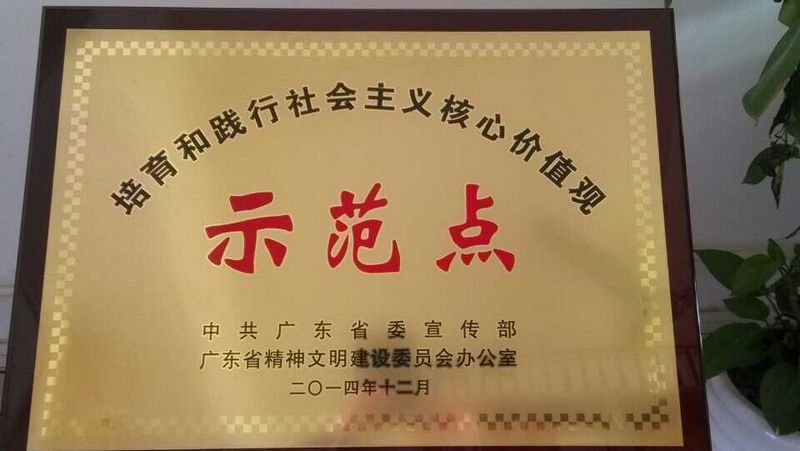 培育和践行社会主义核心价值观
示范点
中共广东省委宣传部
广东省精神文明建设委员会办公室
二〇一四年十二月